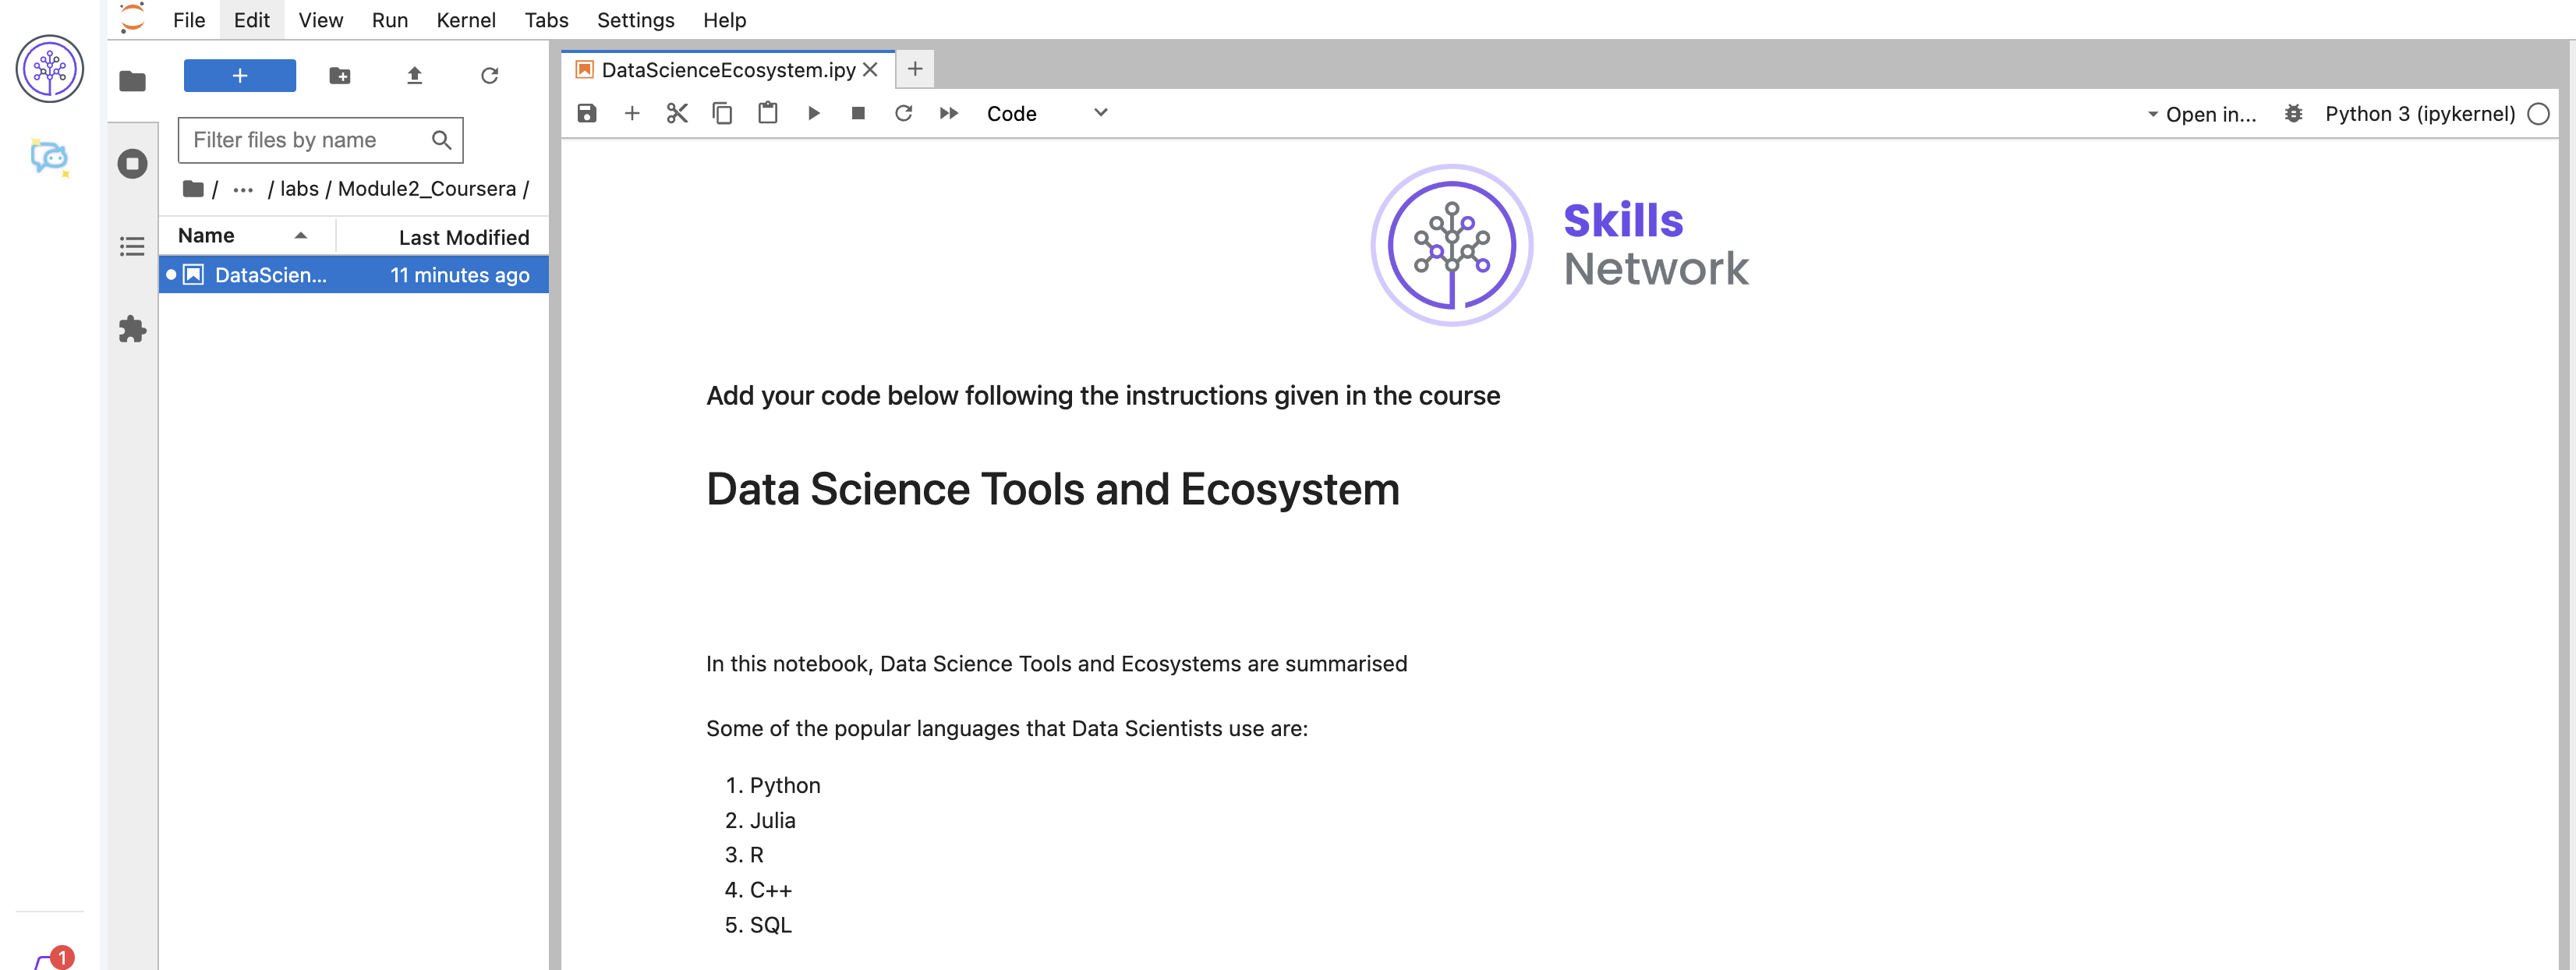 File Edit View Run Kernel Tabs Settings Help
DataScienceEcosystem.ipy
Filter files by name
Code
Open in...
Python 3 (ipykernel)
/ ... / labs / Module2_Coursera /
Name
Last Modified
DataScien...
11 minutes ago
Skills
Network
Add your code below following the instructions given in the course
Data Science Tools and Ecosystem
In this notebook, Data Science Tools and Ecosystems are summarised
Some of the popular languages that Data Scientists use are:
1. Python
2. Julia
3. R
4. C++
5. SQL
1